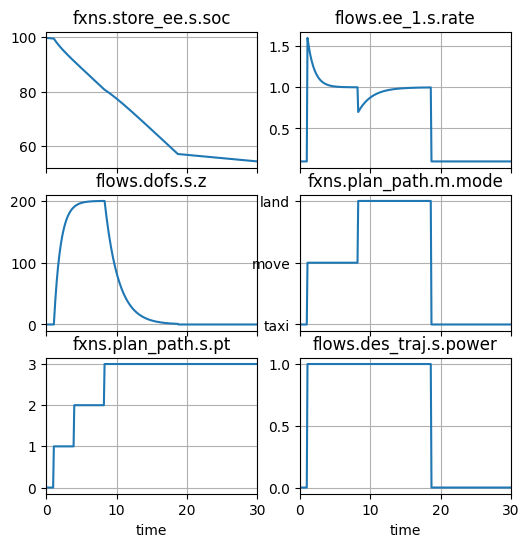 fxns.store_ee.s.soc
100
80
60
flows.ee_1.s.rate
1.5
1.0
0.5
flows.dofs.s.z
200
100
0
fxns.plan_path.m.mode
land
move
taxi
fxns.plan_path.s.pt
3
2
1
0
0
10
20
30
time
flows.des_traj.s.power
1.0
0.5
0.0
0
10
20
30
time